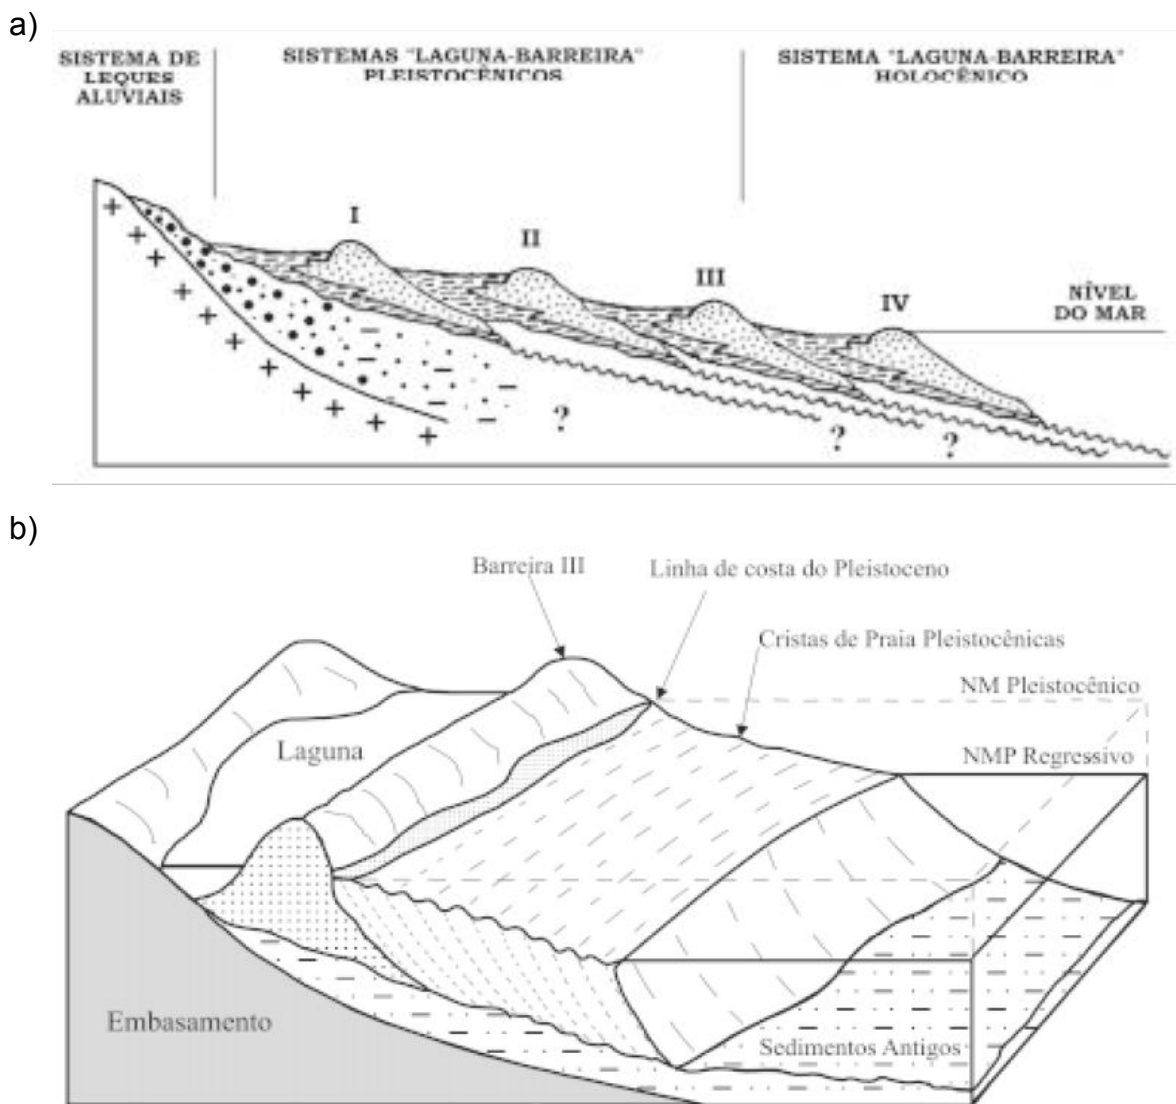 a)
SISTEMA DE
LEQUES
ALUVIAIS
SISTEMAS "LAGUNA-BARREIRA"
PLEISTOCÊNICOS
SISTEMA "LAGUNA-BARREIRA"
HOLOCÊNICO
I
II
III
IV
NÍVEL
DO MAR
?
?
?
b)
Barreira III
Linha de costa do Pleistoceno
Cristas de Praia Pleistocênicas
NM Pleistocênico
NMP Regressivo
Laguna
Embasamento
Sedimentos Antigos